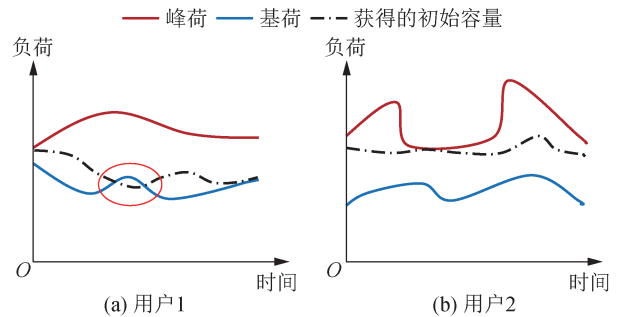 峰荷 基荷 获得的初始容量
负荷 负荷
O 时间 O 时间
(a) 用户1 (b) 用户2